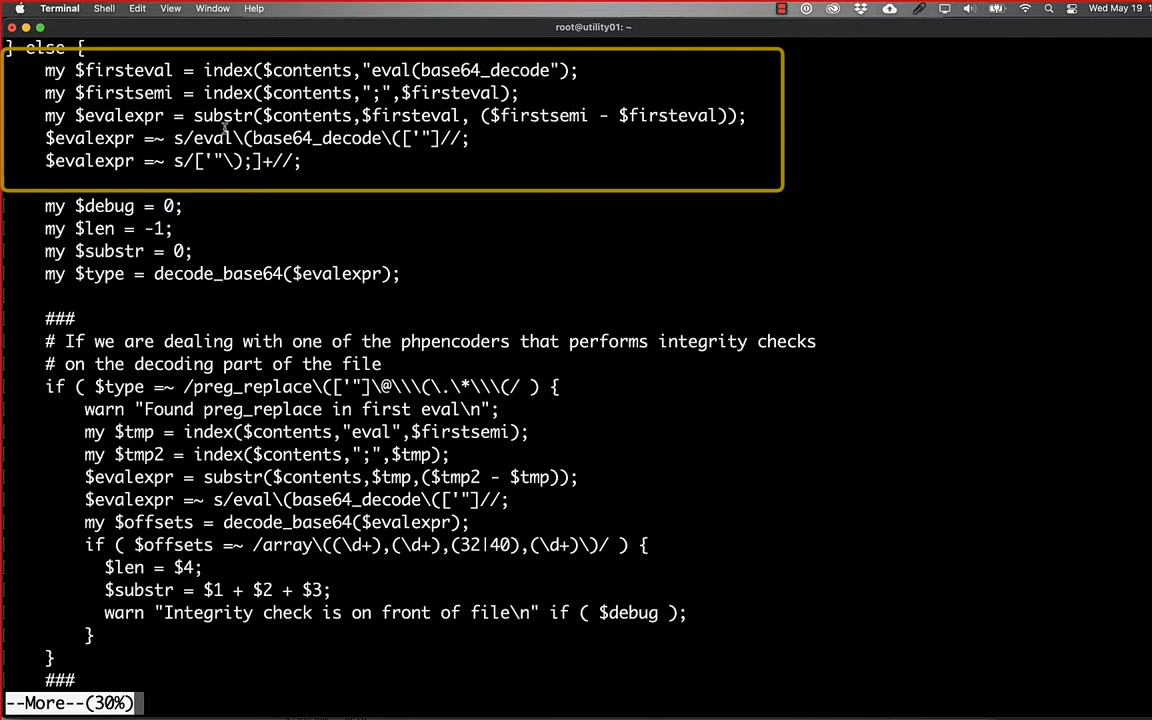 Terminal Shell Edit View Window Help Wed May 19 1
root@utility01: ~
} else {
my $firsteval = index($contents,"eval(base64_decode");
my $firstsemi = index($contents,";",$firsteval);
my $evalexpr = substr($contents,$firsteval, ($firstsemi - $firsteval));
$evalexpr =~ s/eval\(base64_decode\(['"]//;
$evalexpr =~ s/['"\);]+//;
my $debug = 0;
my $len = -1;
my $substr = 0;
my $type = decode_base64($evalexpr);
###
# If we are dealing with one of the phpencoders that performs integrity checks
# on the decoding part of the file
if ( $type =~ /preg_replace\(['"]\@\\\(\.\*\\\(/ ) {
warn "Found preg_replace in first eval\n";
my $tmp = index($contents,"eval",$firstsemi);
my $tmp2 = index($contents,";",$tmp);
$evalexpr = substr($contents,$tmp,($tmp2 - $tmp));
$evalexpr =~ s/eval\(base64_decode\(['"]//;
my $offsets = decode_base64($evalexpr);
if ( $offsets =~ /array\((\d+),(\d+),(32|40),(\d+)\)/ ) {
$len = $4;
$substr = $1 + $2 + $3;
warn "Integrity check is on front of file\n" if ( $debug );
}
}
###
--More--(30%)